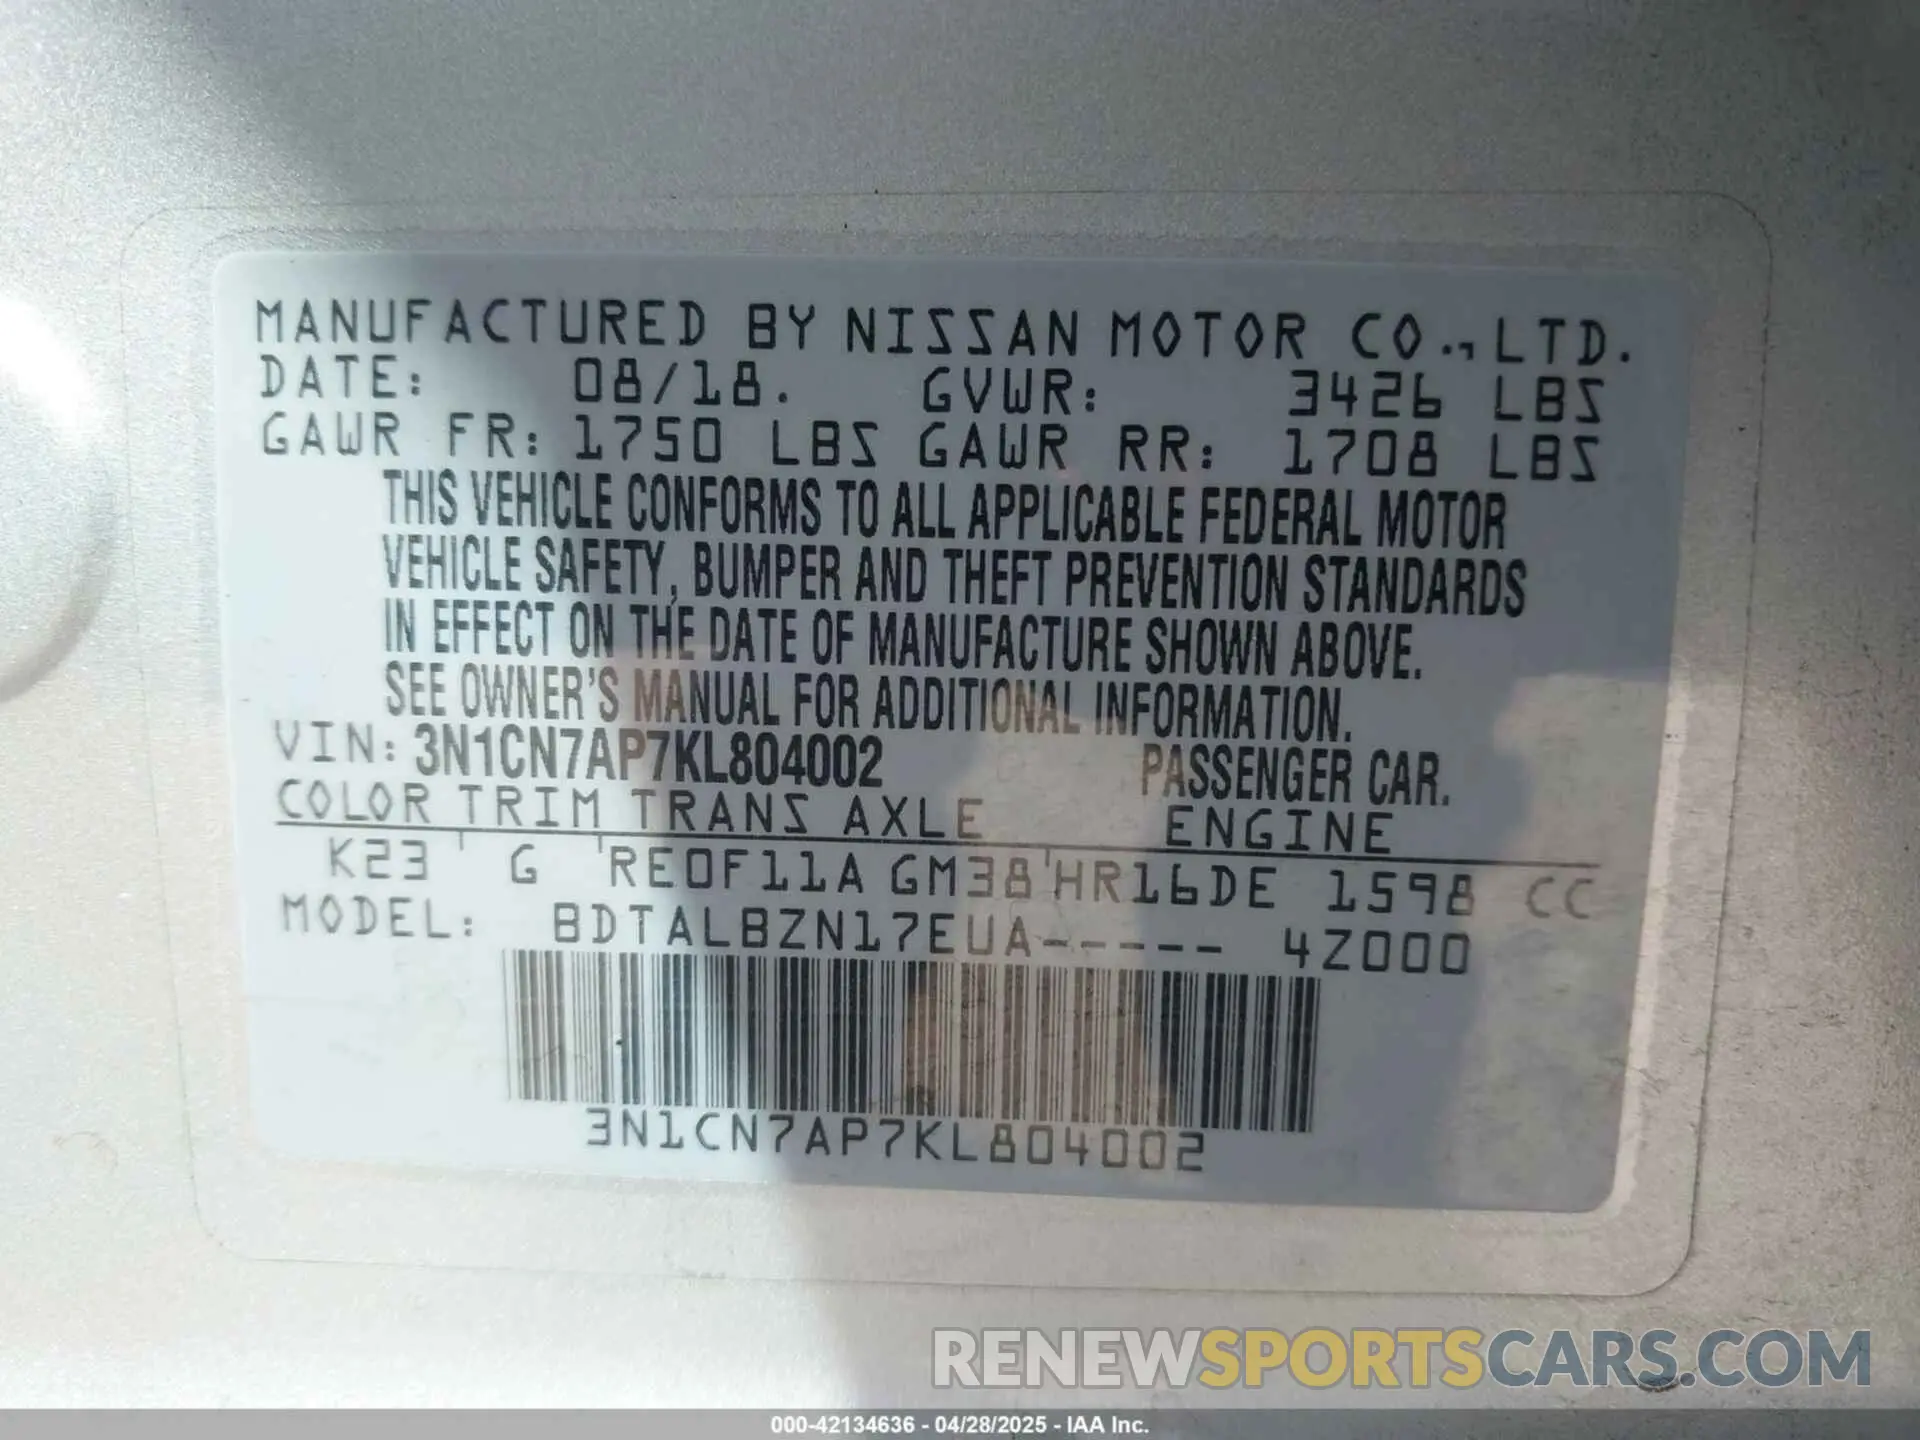 MANUFACTURED BY NISSAN MOTOR CO.,LTD.
DATE: 08/18. GVWR: 3426 LBS
GAWR FR: 1750 LBS GAWR RR: 1708 LBS
THIS VEHICLE CONFORMS TO ALL APPLICABLE FEDERAL MOTOR
VEHICLE SAFETY, BUMPER AND THEFT PREVENTION STANDARDS
IN EFFECT ON THE DATE OF MANUFACTURE SHOWN ABOVE.
SEE OWNER'S MANUAL FOR ADDITIONAL INFORMATION.
VIN: 3N1CN7AP7KL804002 PASSENGER CAR.
COLOR TRIM TRANS AXLE ENGINE
K23 G RE0F11A GM38 HR16DE 1598 CC
MODEL: BDTALBZN17EUA----- 4Z000
3N1CN7AP7KL804002
RENEWSPORTSCARS.COM
000-42134636 - 04/28/2025 - IAA Inc.